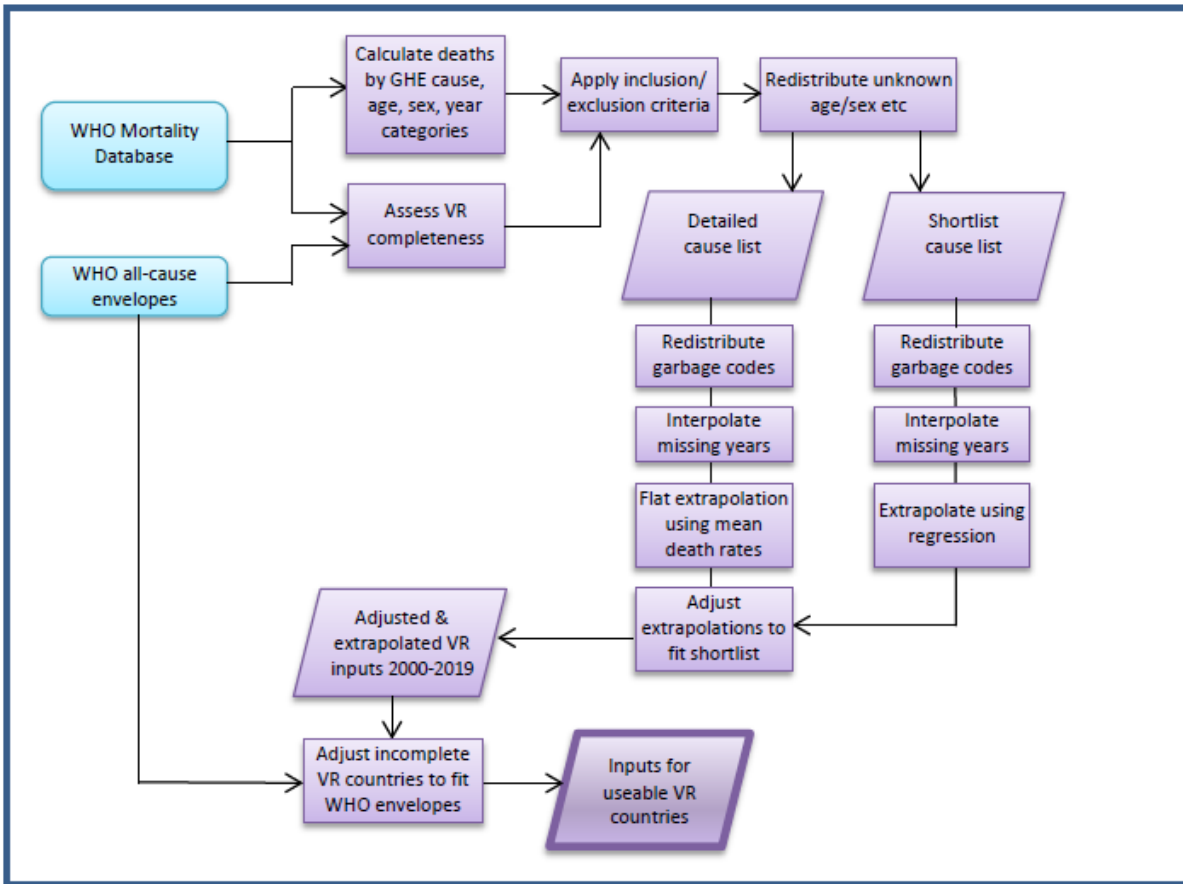 Calculate deaths
by GHE cause,
age, sex, year
categories
Apply inclusion/
exclusion criteria
Redistribute unknown
age/sex etc
WHO Mortality
Database
Assess VR
completeness
WHO all-cause
envelopes
Detailed
cause list
Shortlist
cause list
Redistribute
garbage codes
Redistribute
garbage codes
Interpolate
missing years
Interpolate
missing years
Flat extrapolation
using mean
death rates
Extrapolate using
regression
Adjust
extrapolations to
fit shortlist
Adjusted &
extrapolated VR
inputs 2000-2019
Adjust incomplete
VR countries to fit
WHO envelopes
Inputs for
useable VR
countries